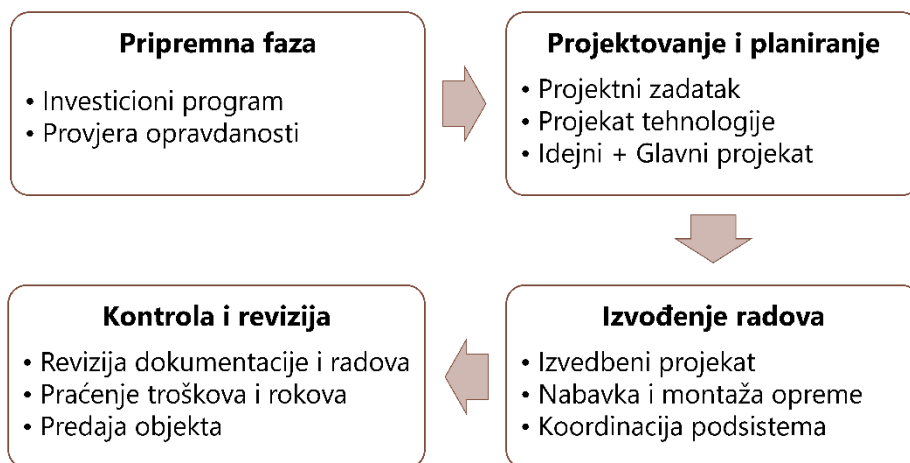 Pripremna faza
• Investicioni program
• Provjera opravdanosti
Projektovanje i planiranje
• Projektni zadatak
• Projekat tehnologije
• Idejni + Glavni projekat
Izvođenje radova
• Izvedbeni projekat
• Nabavka i montaža opreme
• Koordinacija podsistema
Kontrola i revizija
• Revizija dokumentacije i radova
• Praćenje troškova i rokova
• Predaja objekta